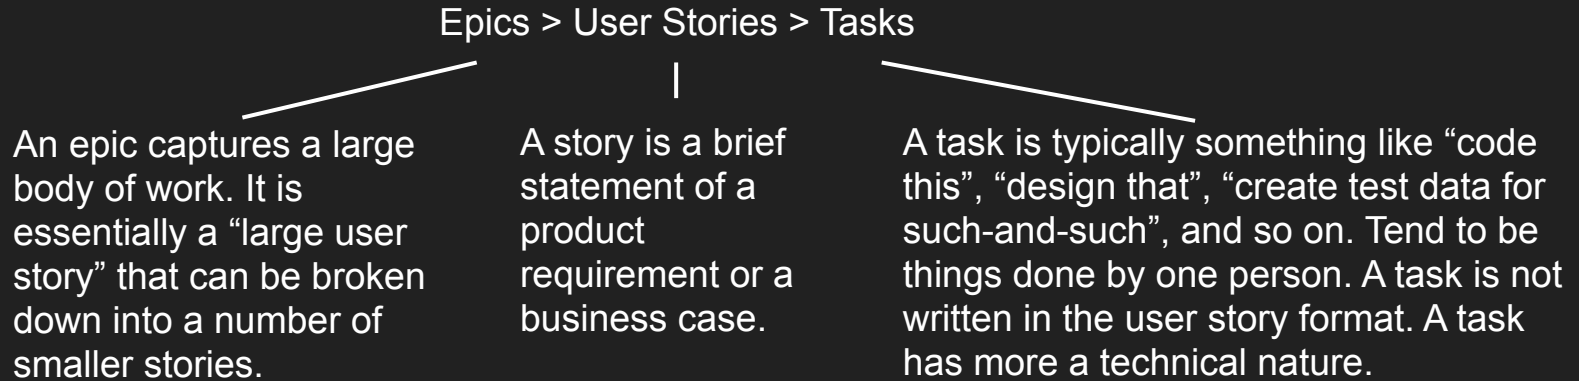 Epics > User Stories > Tasks
An epic captures a large
body of work. It is
essentially a “large user
story” that can be broken
down into a number of
smaller stories.
A story is a brief
statement of a
product
requirement or a
business case.
A task is typically something like “code
this”, “design that”, “create test data for
such-and-such”, and so on. Tend to be
things done by one person. A task is not
written in the user story format. A task
has more a technical nature.